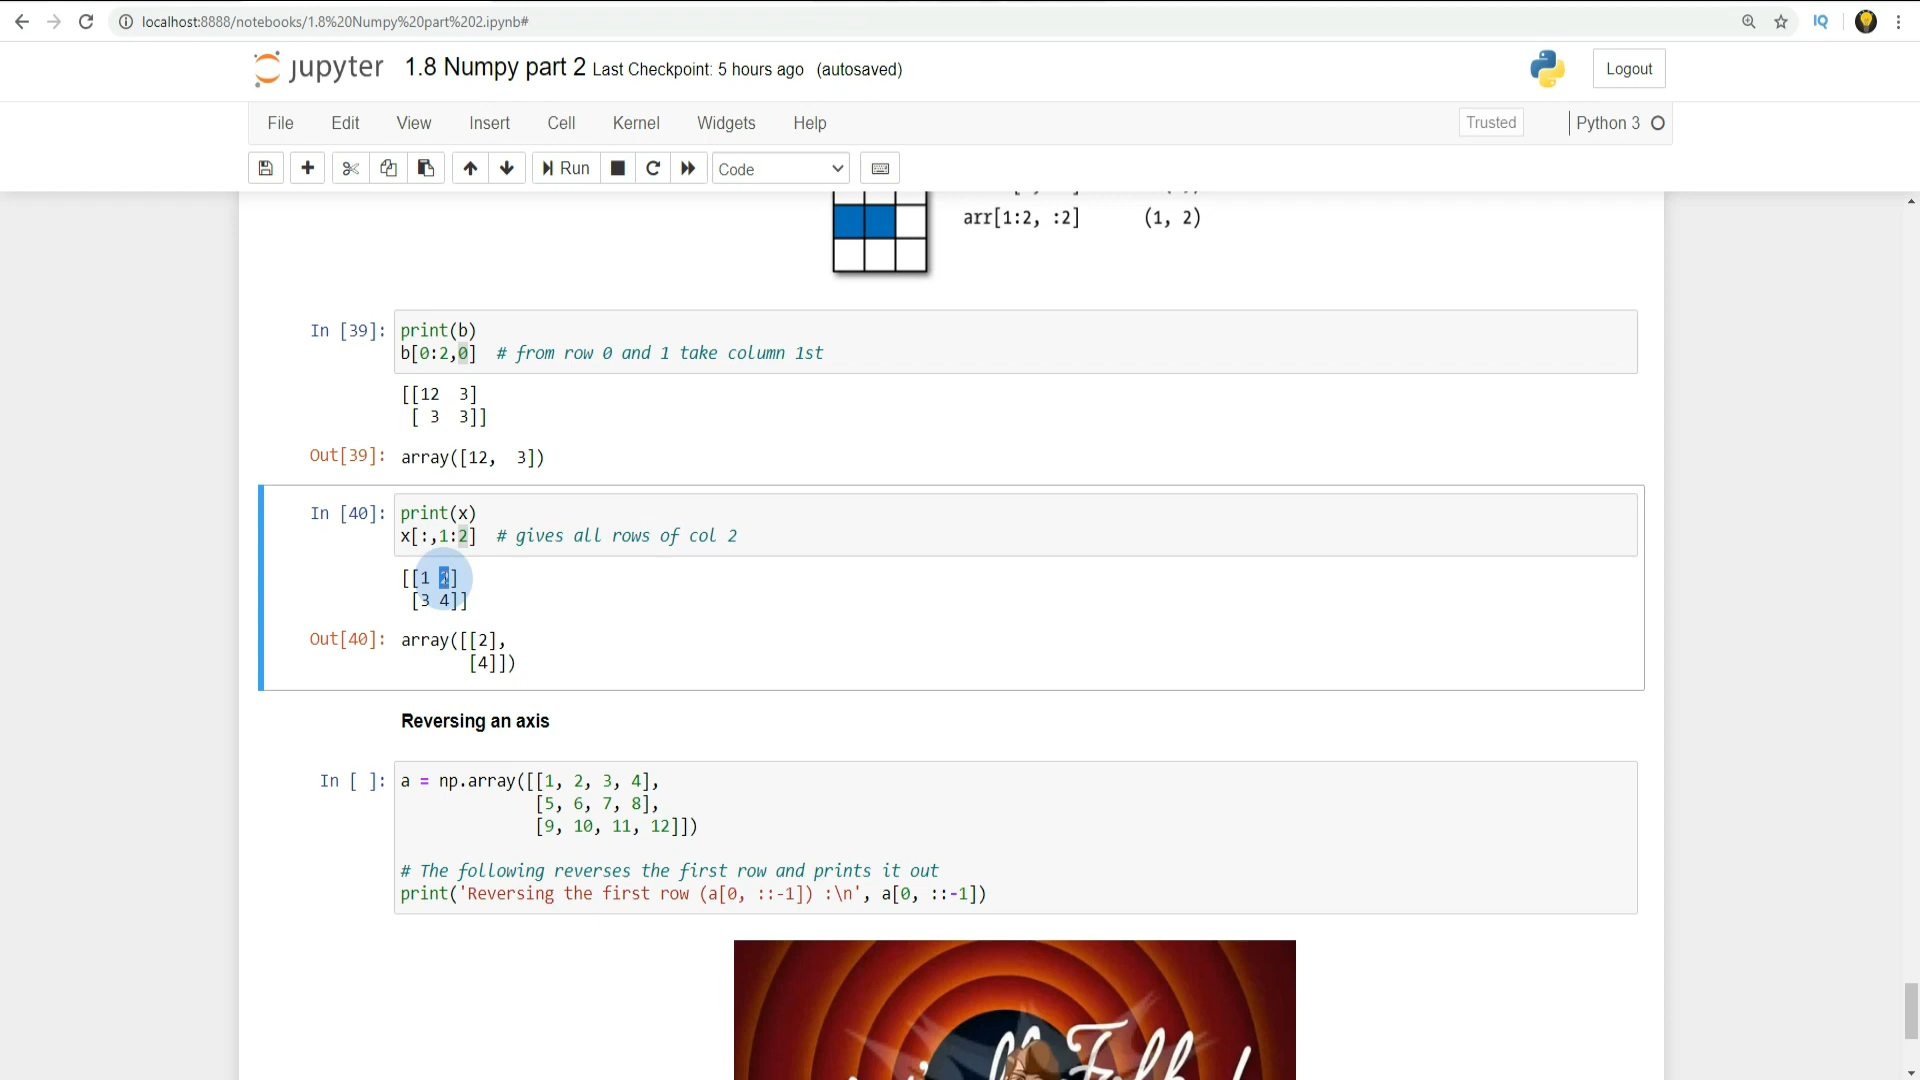 localhost:8888/notebooks/1.8%20Numpy%20part%202.ipynb#
IQ
jupyter 1.8 Numpy part 2 Last Checkpoint: 5 hours ago (autosaved)
Logout
File Edit View Insert Cell Kernel Widgets Help
Trusted Python 3
Run Code
arr[1:2, :2] (1, 2)
In [39]: print(b)
b[0:2,0] # from row 0 and 1 take column 1st
[[12 3]
[ 3 3]]
Out[39]: array([12, 3])
In [40]: print(x)
x[:,1:2] # gives all rows of col 2
[[1 2]
[3 4]]
Out[40]: array([[2],
[4]])
Reversing an axis
In [ ]: a = np.array([[1, 2, 3, 4],
[5, 6, 7, 8],
[9, 10, 11, 12]])
# The following reverses the first row and prints it out
print('Reversing the first row (a[0, ::-1]) :\n', a[0, ::-1])